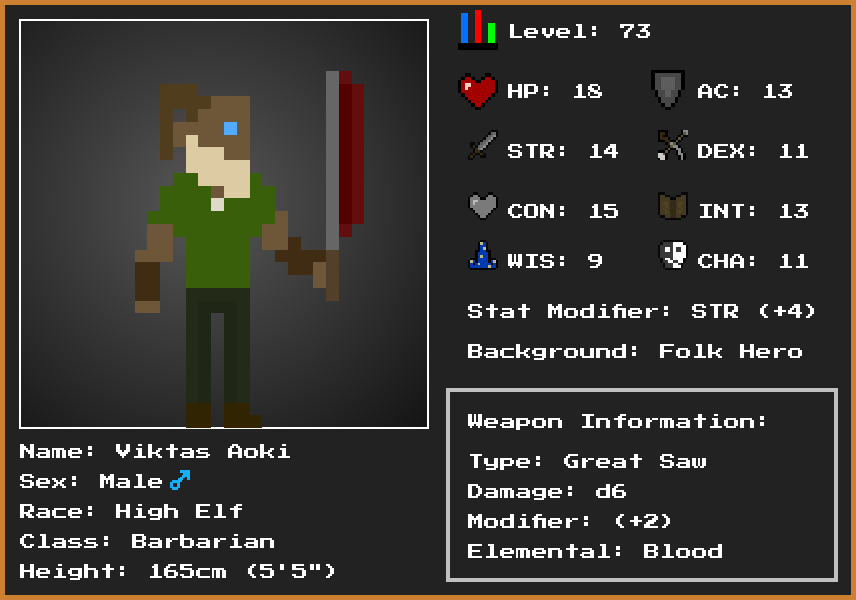 Level: 73
HP: 18 AC: 13
STR: 14 DEX: 11
CON: 15 INT: 13
WIS: 9 CHA: 11
Stat Modifier: STR (+4)
Background: Folk Hero
Weapon Information:
Type: Great Saw
Damage: d6
Modifier: (+2)
Elemental: Blood
Name: Viktas Aoki
Sex: Male ♂
Race: High Elf
Class: Barbarian
Height: 165cm (5'5")